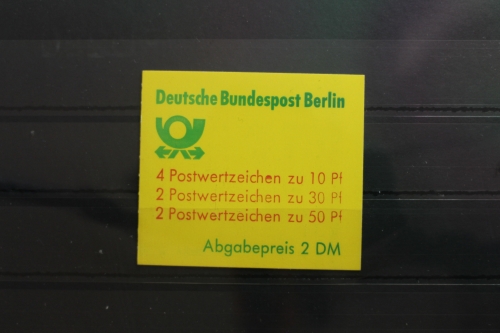 Deutsche Bundespost Berlin
4 Postwertzeichen zu 10 Pf
2 Postwertzeichen zu 30 Pf
2 Postwertzeichen zu 50 Pf
Abgabepreis 2 DM